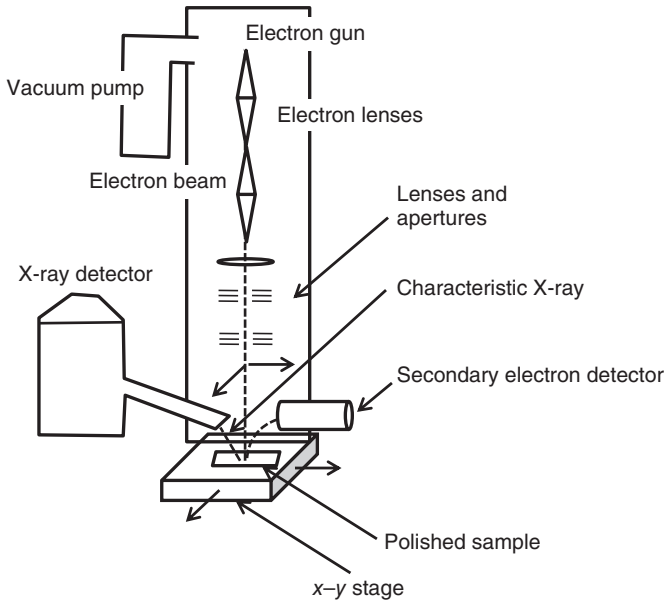 Electron gun
Vacuum pump
Electron lenses
Electron beam
Lenses and
apertures
X-ray detector
Characteristic X-ray
Secondary electron detector
Polished sample
x–y stage